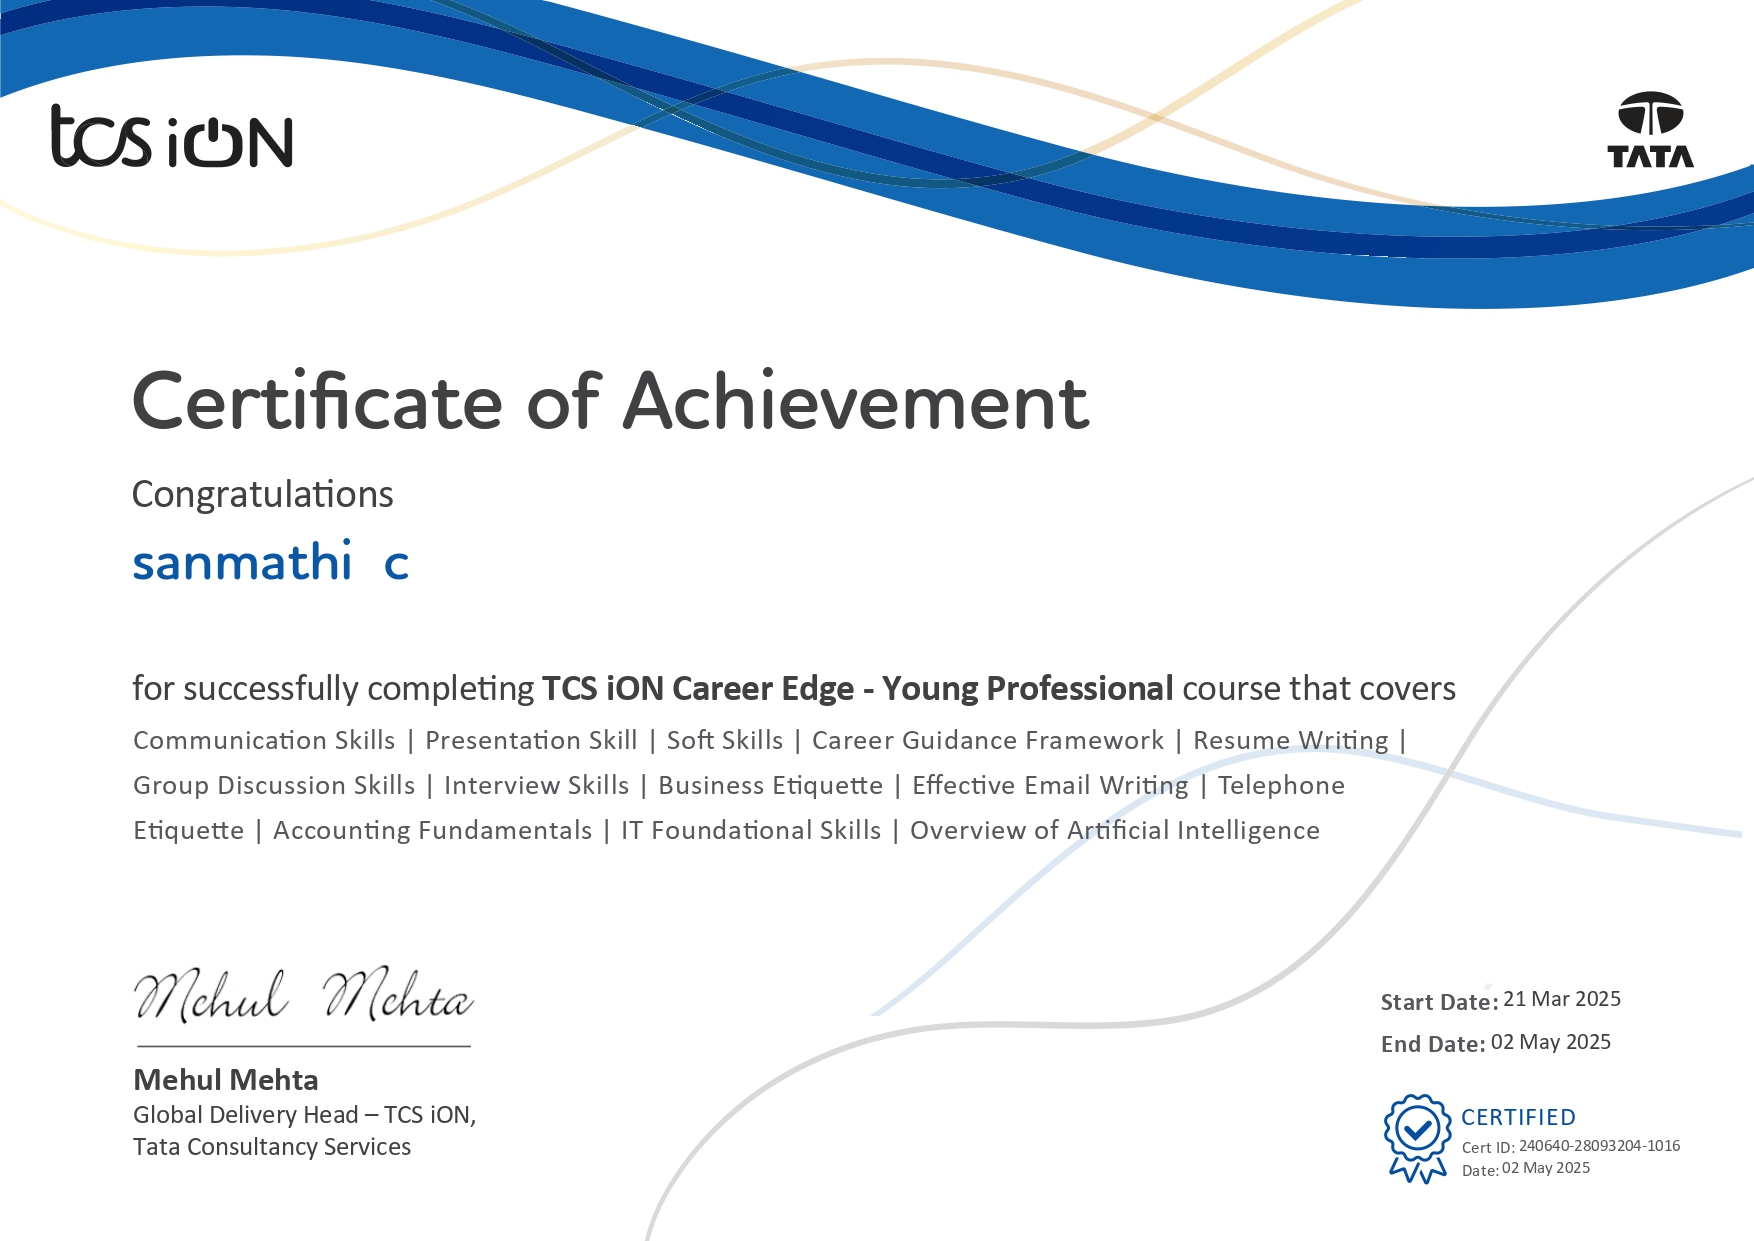 tcs iON
TATA
Certificate of Achievement
Congratulations
sanmathi c
for successfully completing TCS iON Career Edge - Young Professional course that covers
Communication Skills | Presentation Skill | Soft Skills | Career Guidance Framework | Resume Writing |
Group Discussion Skills | Interview Skills | Business Etiquette | Effective Email Writing | Telephone
Etiquette | Accounting Fundamentals | IT Foundational Skills | Overview of Artificial Intelligence
Mehul Mehta
Mehul Mehta
Global Delivery Head – TCS iON,
Tata Consultancy Services
Start Date: 21 Mar 2025
End Date: 02 May 2025
CERTIFIED
Cert ID: 240640-28093204-1016
Date: 02 May 2025